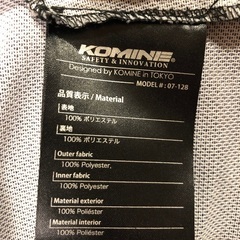 KOMINE
SAFETY & INNOVATION
Designed by KOMINE in TOKYO
MODEL#: 07-128
品質表示 / Material
表地
100% ポリエステル
裏地
100% ポリエステル
Outer fabric
100% Polyester,
Inner fabric
100% Polyester,
Material exterior
100% Poliéster
Material interior
100% Poliéster